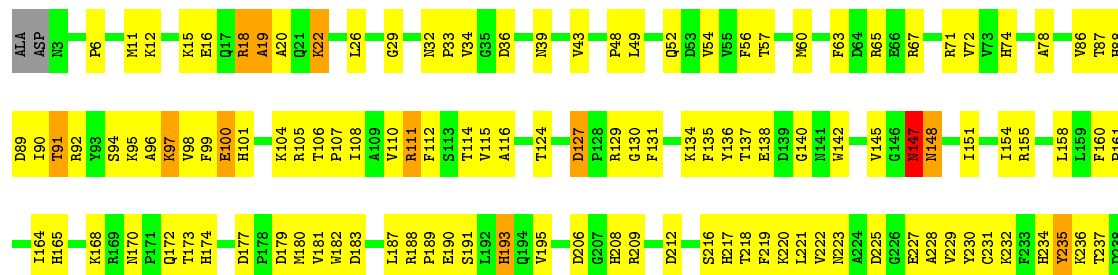 ALA ASP N3 P6 M11 K12 K15 E16 Q17 R18 A19 A20 Q21 K22 L26 G29 N32 P33 V34 G35 D36 N39 V43 P48 L49 Q52 D53 V54 V55 F56 T57 M60 F63 D64 R65 E66 R67 R71 V72 V73 H74 A78 V86 T87 H88
D89 I90 T91 R92 Y93 S94 K95 A96 K97 V98 F99 E100 H101 K104 R105 T106 P107 I108 A109 V110 R111 F112 S113 T114 V115 A116 T124 D127 P128 R129 G130 F131 K134 F135 Y136 T137 E138 D139 G140 N141 W142 V145 G146 N147 N148 I151 I154 R155 L158 L159 F160
I164 H165 K168 R169 N170 P171 Q172 T173 H174 D177 P178 D179 M180 V181 W182 D183 L187 R188 P189 E190 S191 L192 H193 Q194 V195 D206 G207 H208 R209 D212 S216 H217 T218 F219 K220 L221 V222 N223 A224 D225 G226 E227 A228 V229 Y230 C231 K232 F233 H234 Y235 K236 T237